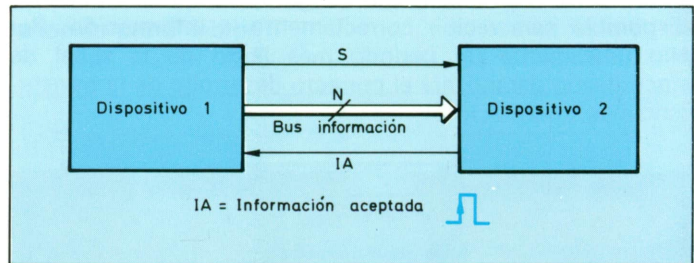 S
Dispositivo 1
N
Dispositivo 2
Bus información
IA
IA = Información aceptada